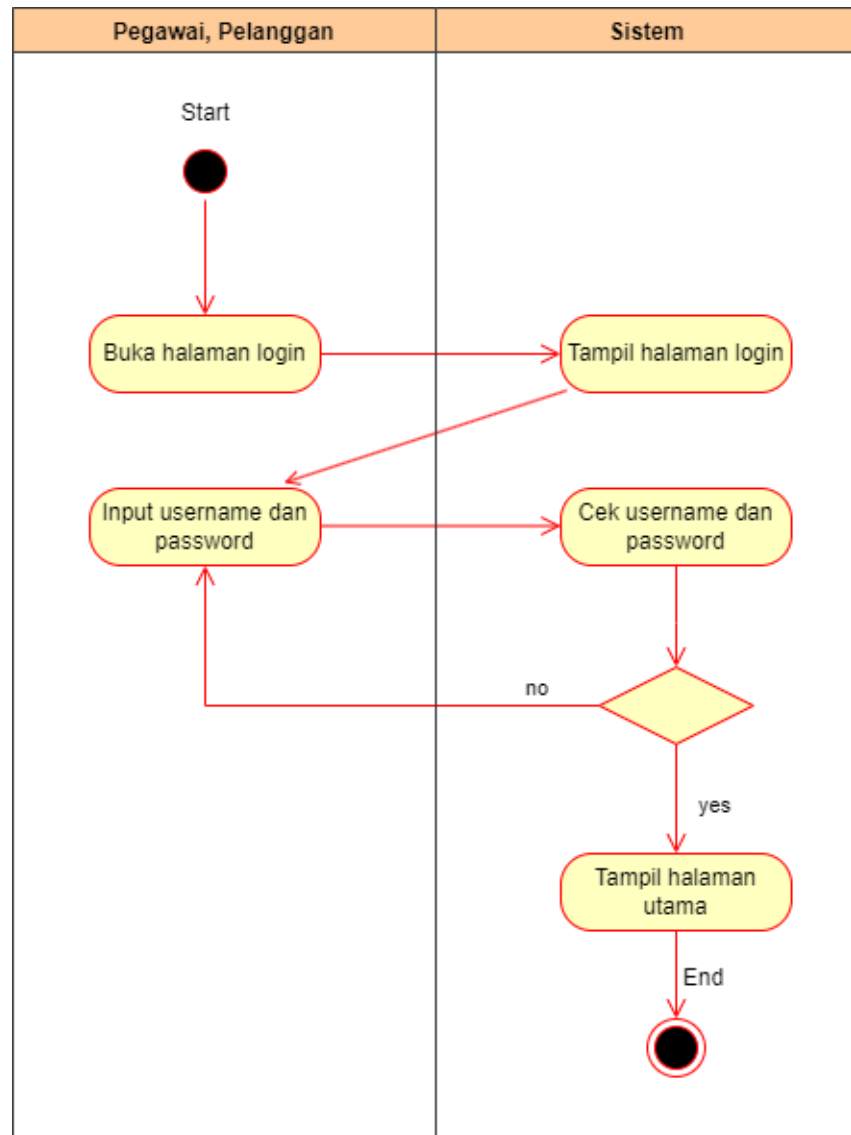 Pegawai, Pelanggan
Sistem
Start
Buka halaman login
Tampil halaman login
Input username dan
password
Cek username dan
password
no
yes
Tampil halaman
utama
End